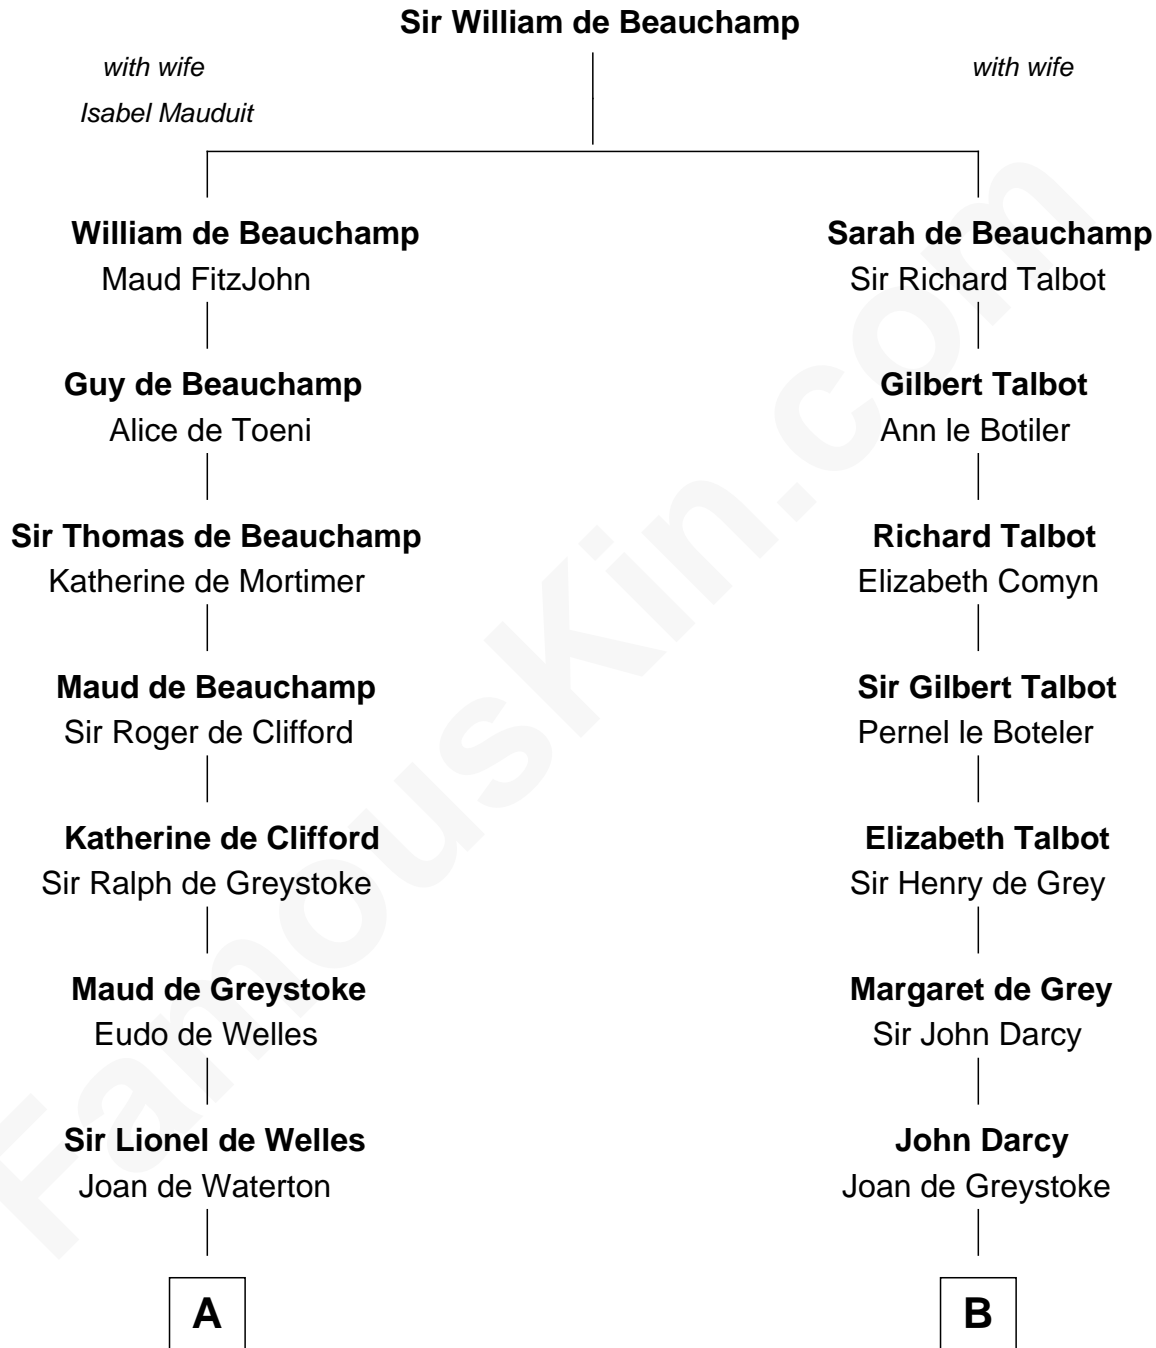 Sir William de Beauchamp
with wife
Isabel Mauduit
with wife
William de Beauchamp
Maud FitzJohn
Sarah de Beauchamp
Sir Richard Talbot
Guy de Beauchamp
Alice de Toeni
Gilbert Talbot
Ann le Botiler
Sir Thomas de Beauchamp
Katherine de Mortimer
Richard Talbot
Elizabeth Comyn
Maud de Beauchamp
Sir Roger de Clifford
Sir Gilbert Talbot
Pernel le Boteler
Katherine de Clifford
Sir Ralph de Greystoke
Elizabeth Talbot
Sir Henry de Grey
Maud de Greystoke
Eudo de Welles
Margaret de Grey
Sir John Darcy
Sir Lionel de Welles
Joan de Waterton
John Darcy
Joan de Greystoke
A
B
FamousKin.com